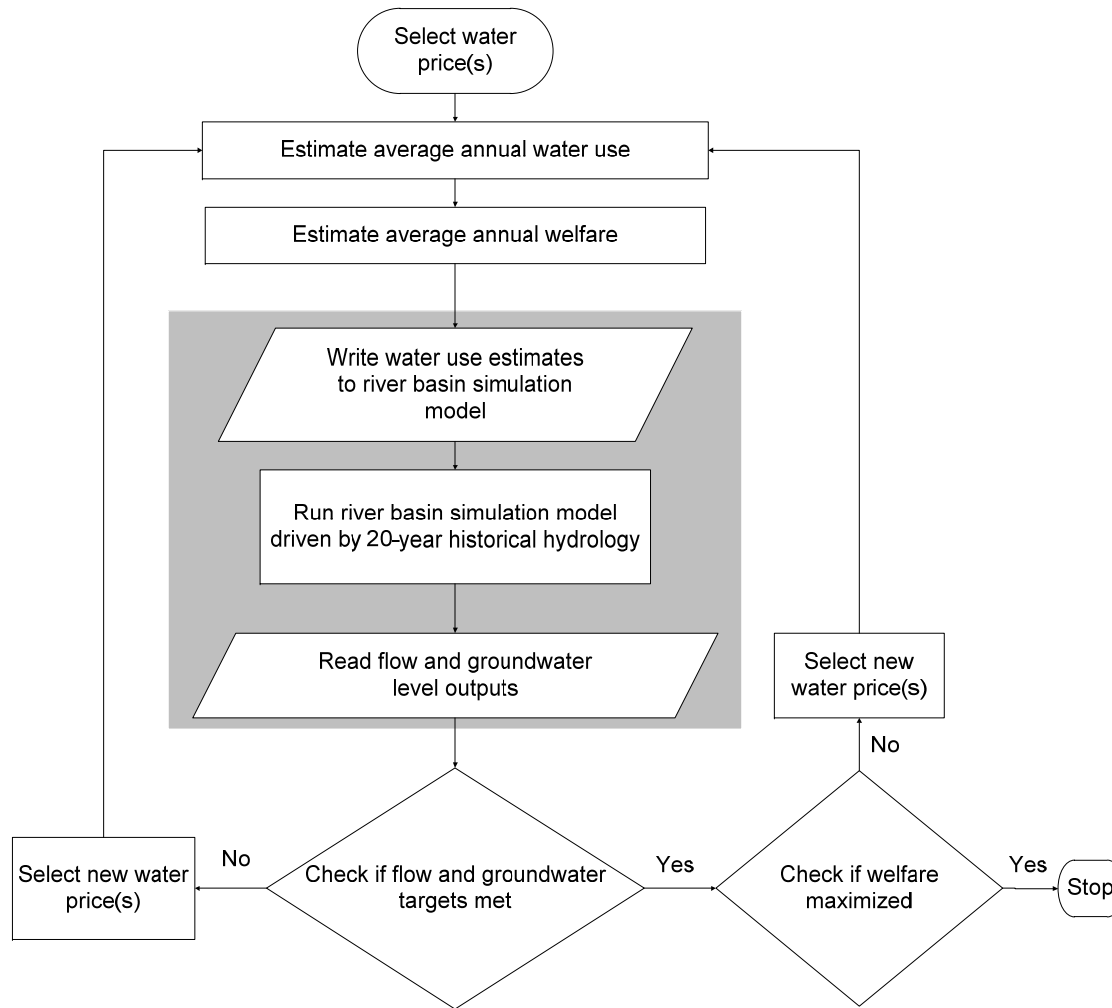 Select water
price(s)
Estimate average annual water use
Estimate average annual welfare
Write water use estimates
to river basin simulation
model
Run river basin simulation model
driven by 20-year historical hydrology
Read flow and groundwater
level outputs
Select new
water price(s)
No
Check if flow and groundwater
targets met
No
Select new water
price(s)
Yes
Check if welfare
maximized
Yes
Stop